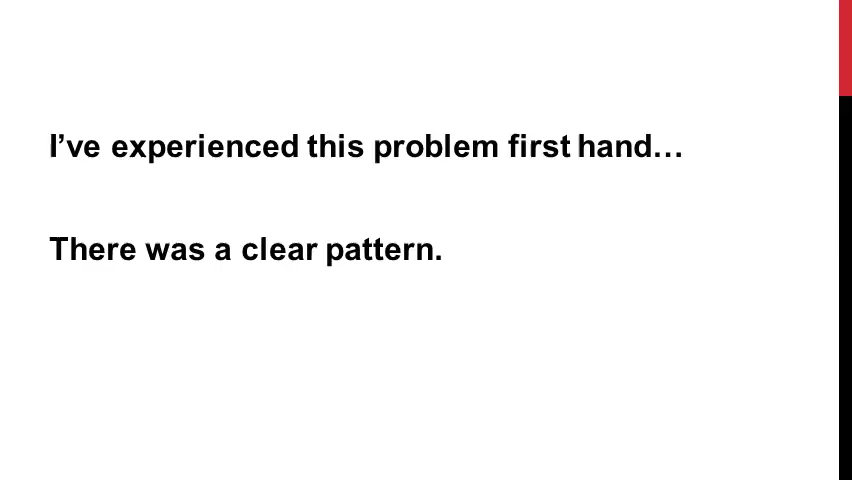 I’ve experienced this problem first hand…
There was a clear pattern.